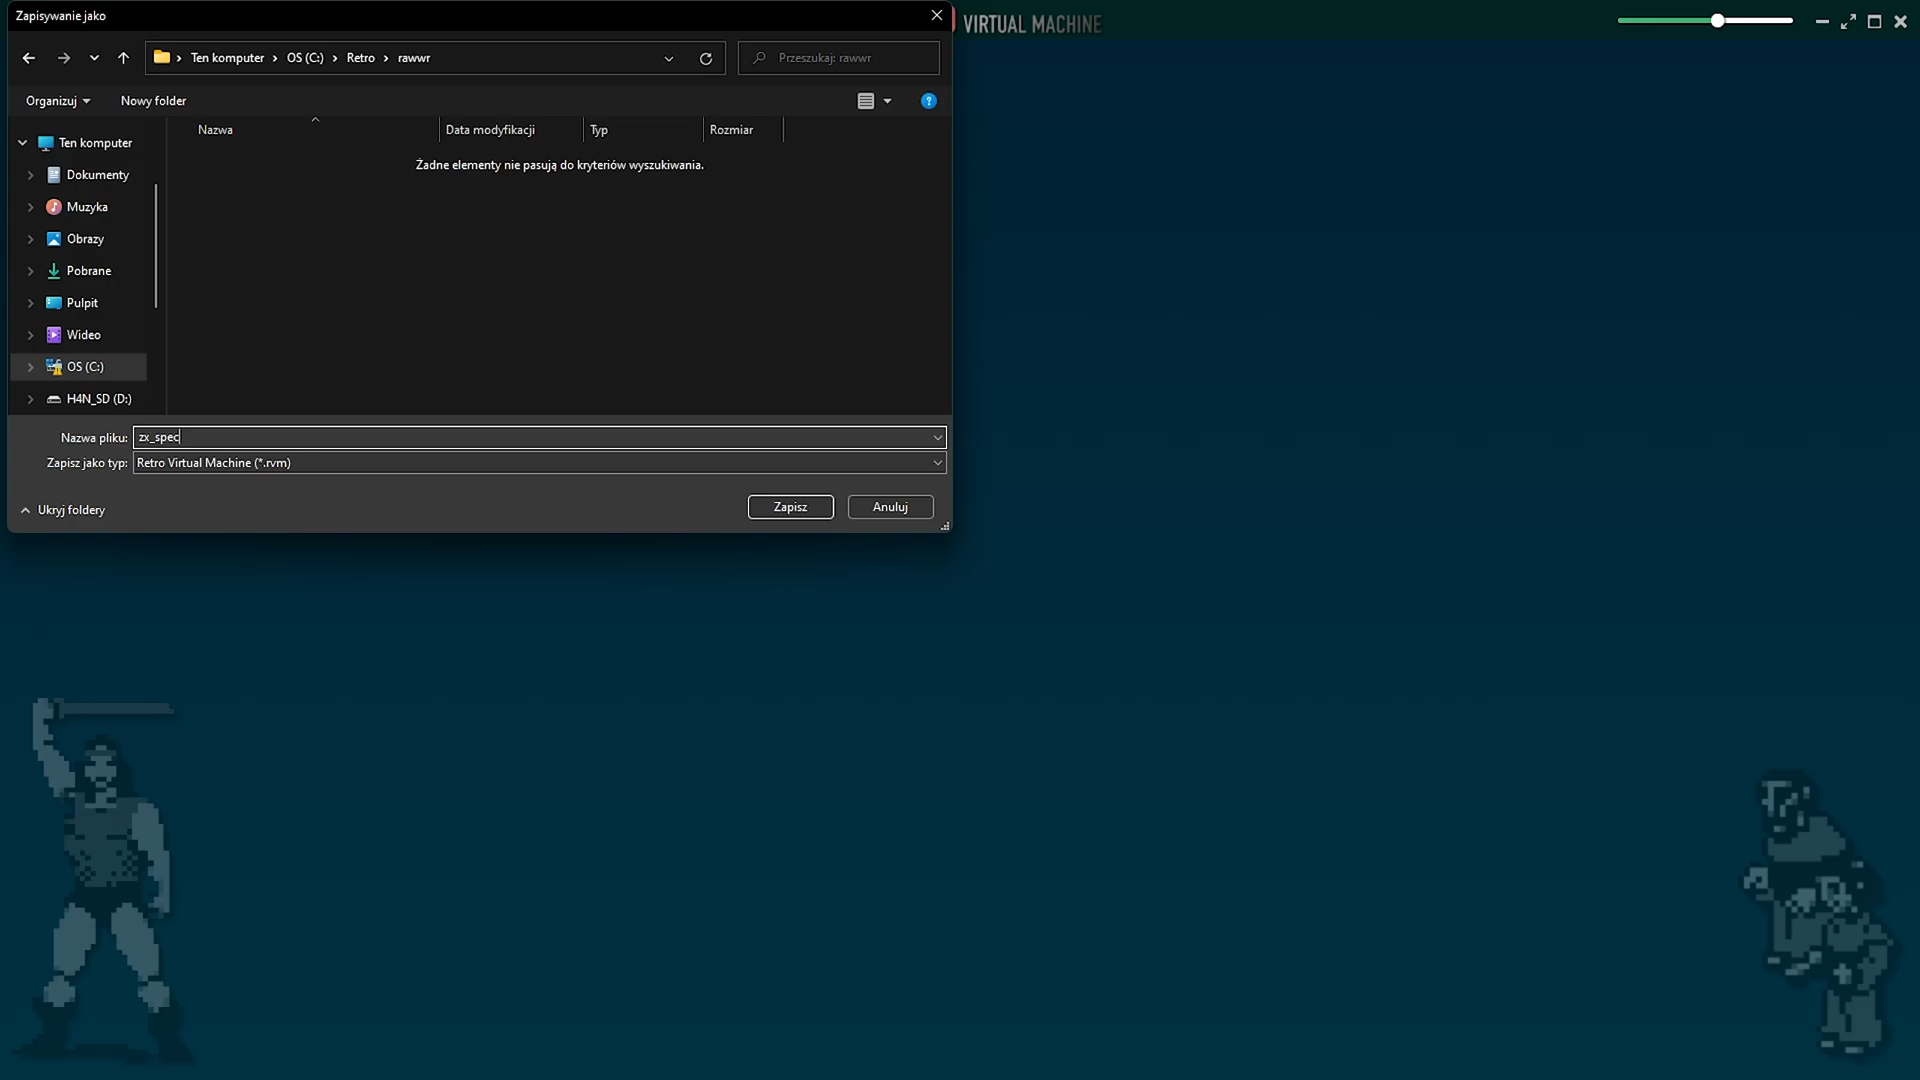 Zapisywanie jako
VIRTUAL MACHINE
Ten komputer > OS (C:) > Retro > rawwr
Przeszukaj: rawwr
Organizuj
Nowy folder
?
Nazwa
Data modyfikacji
Typ
Rozmiar
Żadne elementy nie pasują do kryteriów wyszukiwania.
Ten komputer
Dokumenty
Muzyka
Obrazy
Pobrane
Pulpit
Wideo
OS (C:)
H4N_SD (D:)
Nazwa pliku: zx_spec
Zapisz jako typ: Retro Virtual Machine (*.rvm)
Ukryj foldery
Zapisz
Anuluj